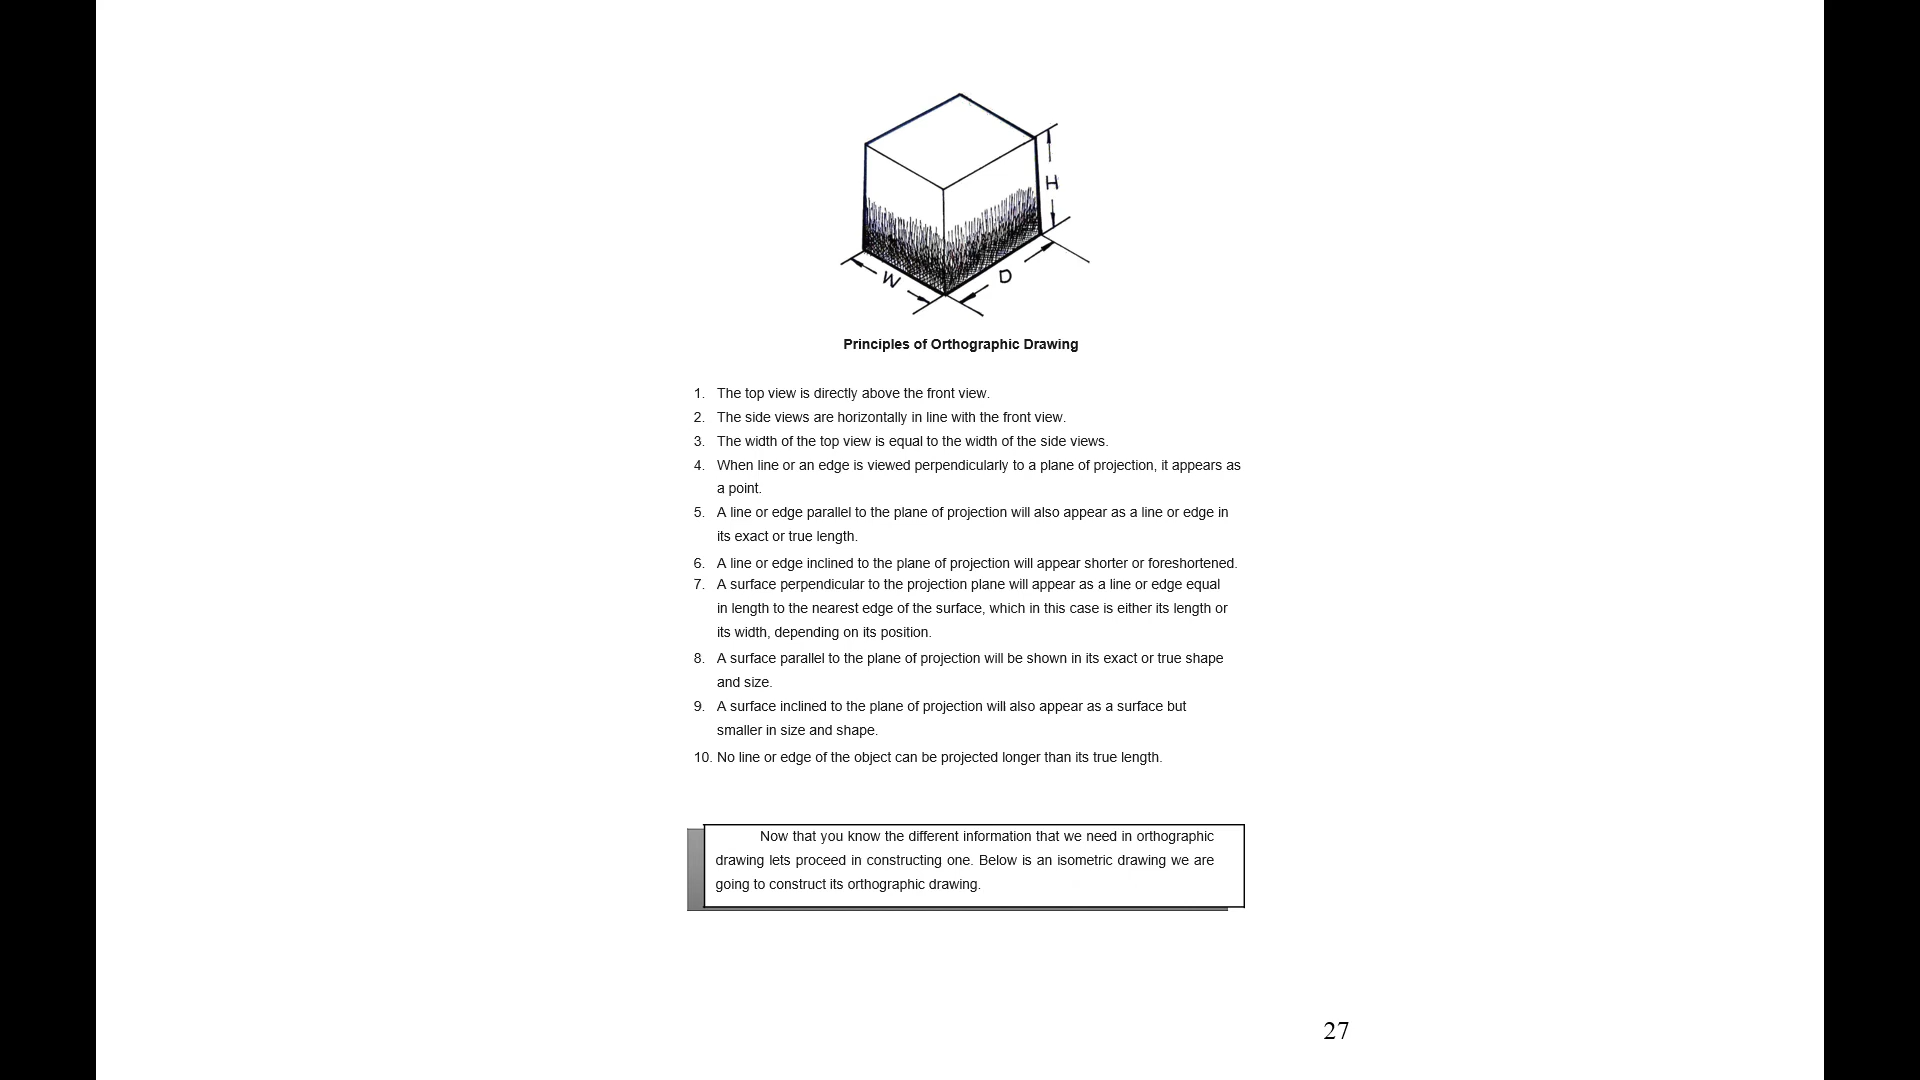 H
W
D
Principles of Orthographic Drawing
1. The top view is directly above the front view.
2. The side views are horizontally in line with the front view.
3. The width of the top view is equal to the width of the side views.
4. When line or an edge is viewed perpendicularly to a plane of projection, it appears as
a point.
5. A line or edge parallel to the plane of projection will also appear as a line or edge in
its exact or true length.
6. A line or edge inclined to the plane of projection will appear shorter or foreshortened.
7. A surface perpendicular to the projection plane will appear as a line or edge equal
in length to the nearest edge of the surface, which in this case is either its length or
its width, depending on its position.
8. A surface parallel to the plane of projection will be shown in its exact or true shape
and size.
9. A surface inclined to the plane of projection will also appear as a surface but
smaller in size and shape.
10. No line or edge of the object can be projected longer than its true length.
Now that you know the different information that we need in orthographic
drawing lets proceed in constructing one. Below is an isometric drawing we are
going to construct its orthographic drawing.
27